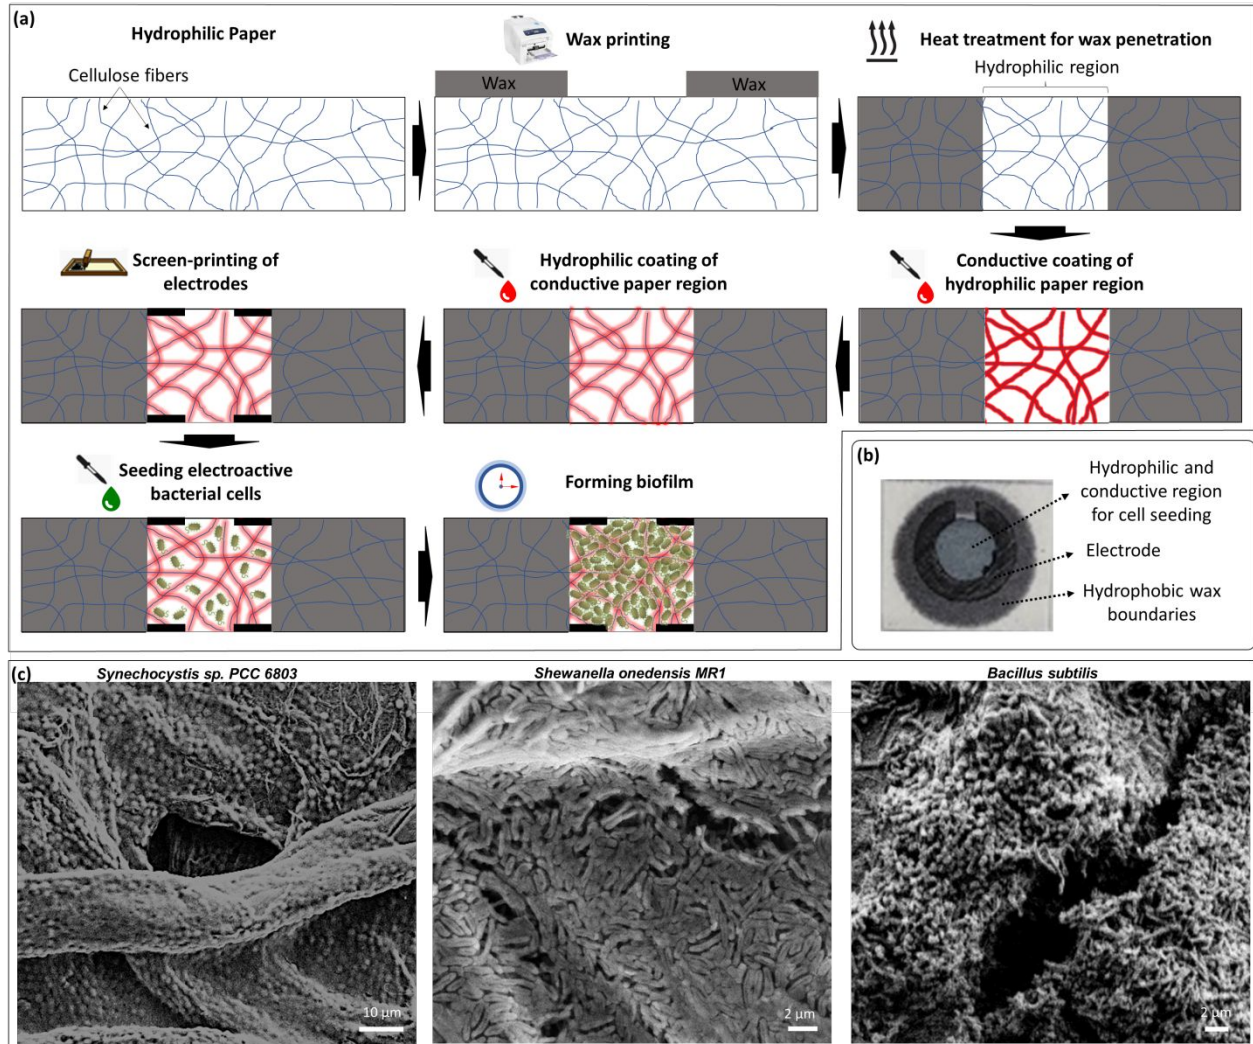 (a)
Hydrophilic Paper
Cellulose fibers
Wax printing
Wax
Wax
Heat treatment for wax penetration
Hydrophilic region
Screen-printing of
electrodes
Hydrophilic coating of
conductive paper region
Conductive coating of
hydrophilic paper region
Seeding electroactive
bacterial cells
Forming biofilm
(b)
Hydrophilic and
conductive region
for cell seeding
Electrode
Hydrophobic wax
boundaries
(c)
Synechocystis sp. PCC 6803
Shewanella onedensis MR1
Bacillus subtilis
10 μm
2 μm
2 μm